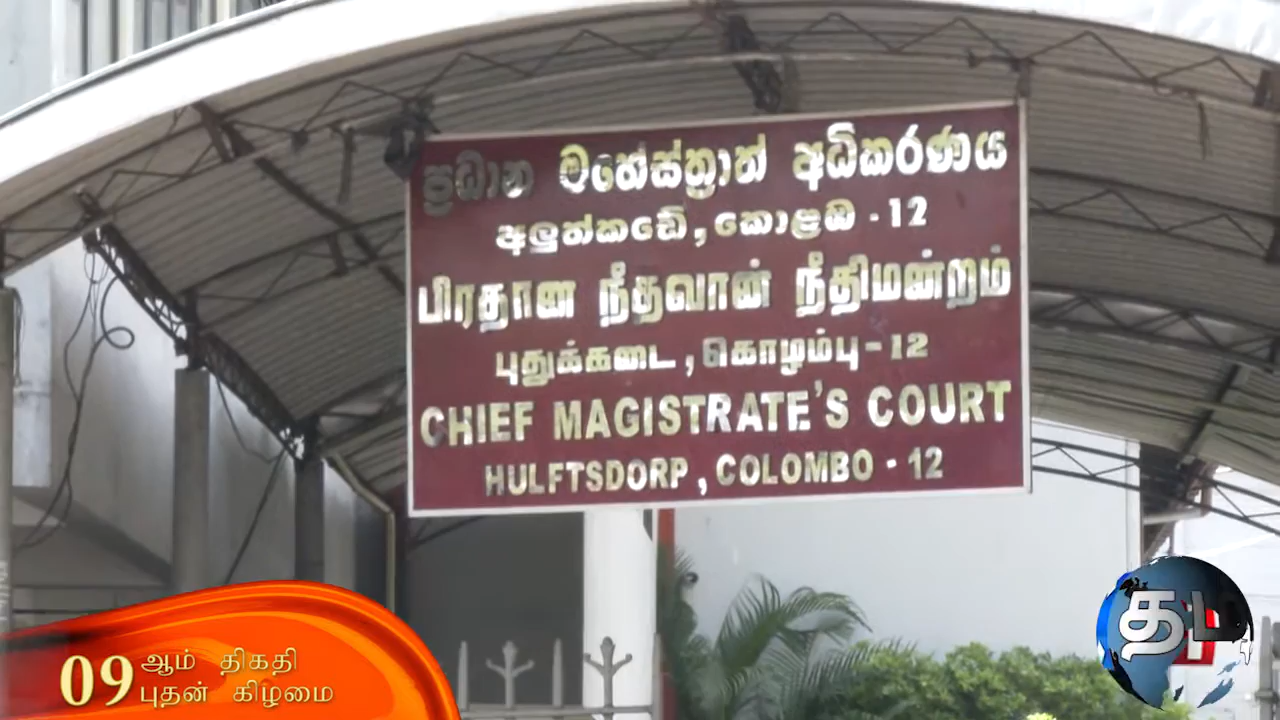 ප්‍රධාන මහේස්ත්‍රාත් අධිකරණය
අලුත්කඩේ, කොළඹ - 12
பிரதான நீதவான் நீதிமன்றம்
புதுக்கடை, கொழும்பு - 12
CHIEF MAGISTRATE'S COURT
HULFTSDORP, COLOMBO - 12
09 ஆம் திகதி
புதன் கிழமை